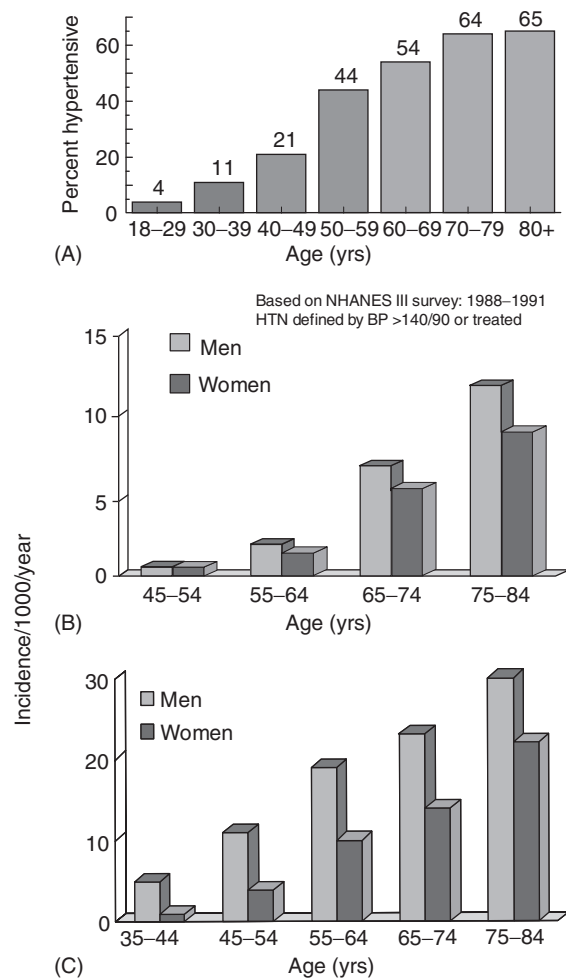 Percent hypertensive
60
40
20
0
4
11
21
44
54
64
65
18–29 30–39 40–49 50–59 60–69 70–79 80+
(A)
Age (yrs)
Based on NHANES III survey: 1988–1991
HTN defined by BP >140/90 or treated
Incidence/1000/year
15
10
5
0
Men
Women
45–54 55–64 65–74 75–84
(B)
Age (yrs)
30
20
10
0
Men
Women
35–44 45–54 55–64 65–74 75–84
(C)
Age (yrs)